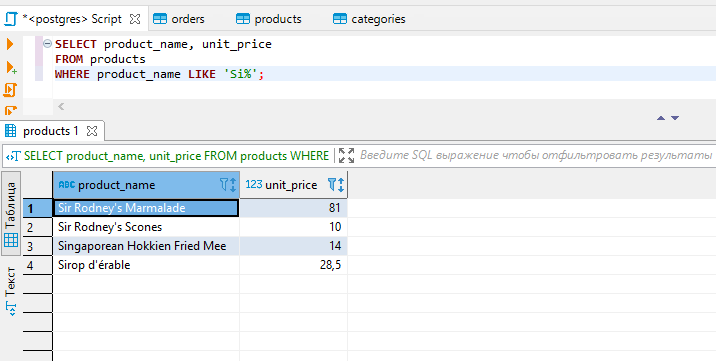 *<postgres> Script orders products categories
SELECT product_name, unit_price
FROM products
WHERE product_name LIKE 'Si%';
products 1
SELECT product_name, unit_price FROM products WHERE Введите SQL выражение чтобы отфильтровать результаты
Таблица
Текст
ABC product_name 123 unit_price
1 Sir Rodney's Marmalade 81
2 Sir Rodney's Scones 10
3 Singaporean Hokkien Fried Mee 14
4 Sirop d'érable 28,5